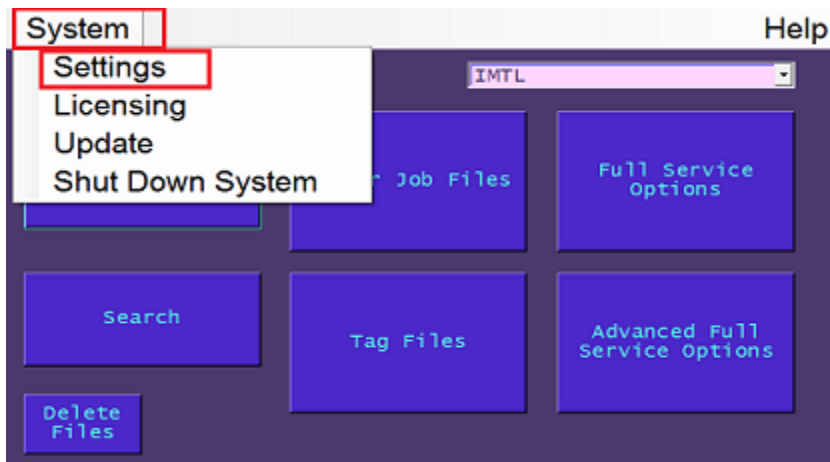 System
Help
Settings
IMTL
Licensing
Update
Shut Down System
Job Files
Full Service
Options
Search
Tag Files
Advanced Full
Service Options
Delete
Files